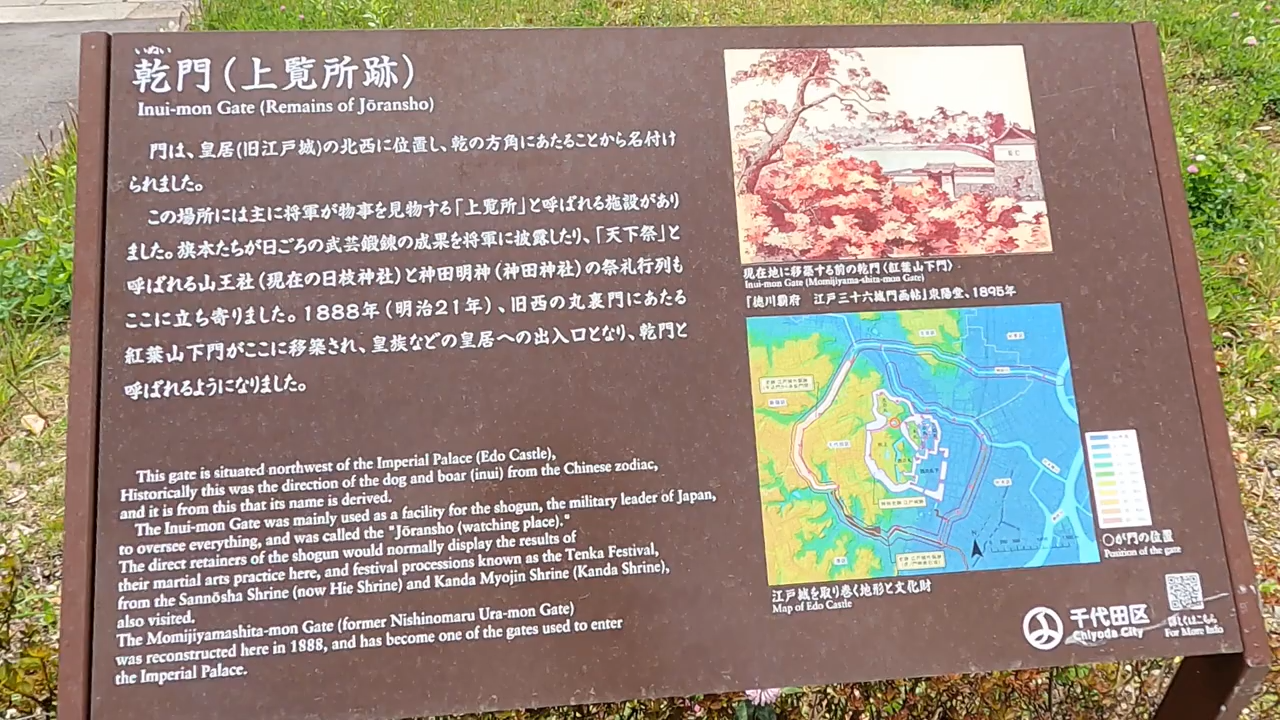 いぬい
乾門(上覧所跡)
Inui-mon Gate (Remains of Jōransho)
門は、皇居(旧江戸城)の北西に位置し、乾の方角にあたることから名付け
られました。
この場所には主に将軍が物事を見物する「上覧所」と呼ばれる施設があり
ました。旗本たちが日ごろの武芸鍛錬の成果を将軍に披露したり、「天下祭」と
呼ばれる山王社(現在の日枝神社)と神田明神(神田神社)の祭礼行列も
ここに立ち寄りました。1888年(明治21年)、旧西の丸裏門にあたる
紅葉山下門がここに移築され、皇族などの皇居への出入口となり、乾門と
呼ばれるようになりました。
This gate is situated northwest of the Imperial Palace (Edo Castle),
Historically this was the direction of the dog and boar (inui) from the Chinese zodiac,
and it is from this that its name is derived.
The Inui-mon Gate was mainly used as a facility for the shogun, the military leader of Japan,
to oversee everything, and was called the "Jōransho (watching place)."
The direct retainers of the shogun would normally display the results of
their martial arts practice here, and festival processions known as the Tenka Festival,
from the Sannōsha Shrine (now Hie Shrine) and Kanda Myojin Shrine (Kanda Shrine),
also visited.
The Momijiyamashita-mon Gate (former Nishinomaru Ura-mon Gate)
was reconstructed here in 1888, and has become one of the gates used to enter
the Imperial Palace.
現在地に移築する前の乾門〈紅葉山下門〉
Inui-mon Gate (Momijiyama-shita-mon Gate)
『徳川覇府 江戸三十六城門画帖』東陽堂、1895年
〇が門の位置
Position of the gate
江戸城を取り巻く地形と文化財
Map of Edo Castle
千代田区
Chiyoda City
詳しくはこちら
For More Info